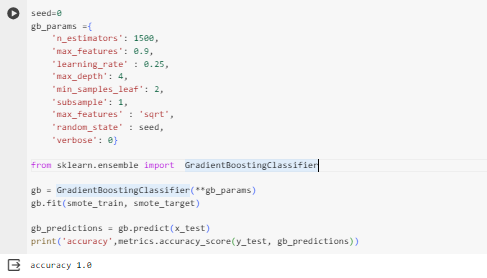 seed=0
gb_params ={
'n_estimators': 1500,
'max_features': 0.9,
'learning_rate' : 0.25,
'max_depth': 4,
'min_samples_leaf': 2,
'subsample': 1,
'max_features' : 'sqrt',
'random_state' : seed,
'verbose': 0}
from sklearn.ensemble import  GradientBoostingClassifier
gb = GradientBoostingClassifier(**gb_params)
gb.fit(smote_train, smote_target)
gb_predictions = gb.predict(x_test)
print('accuracy',metrics.accuracy_score(y_test, gb_predictions))
accuracy 1.0